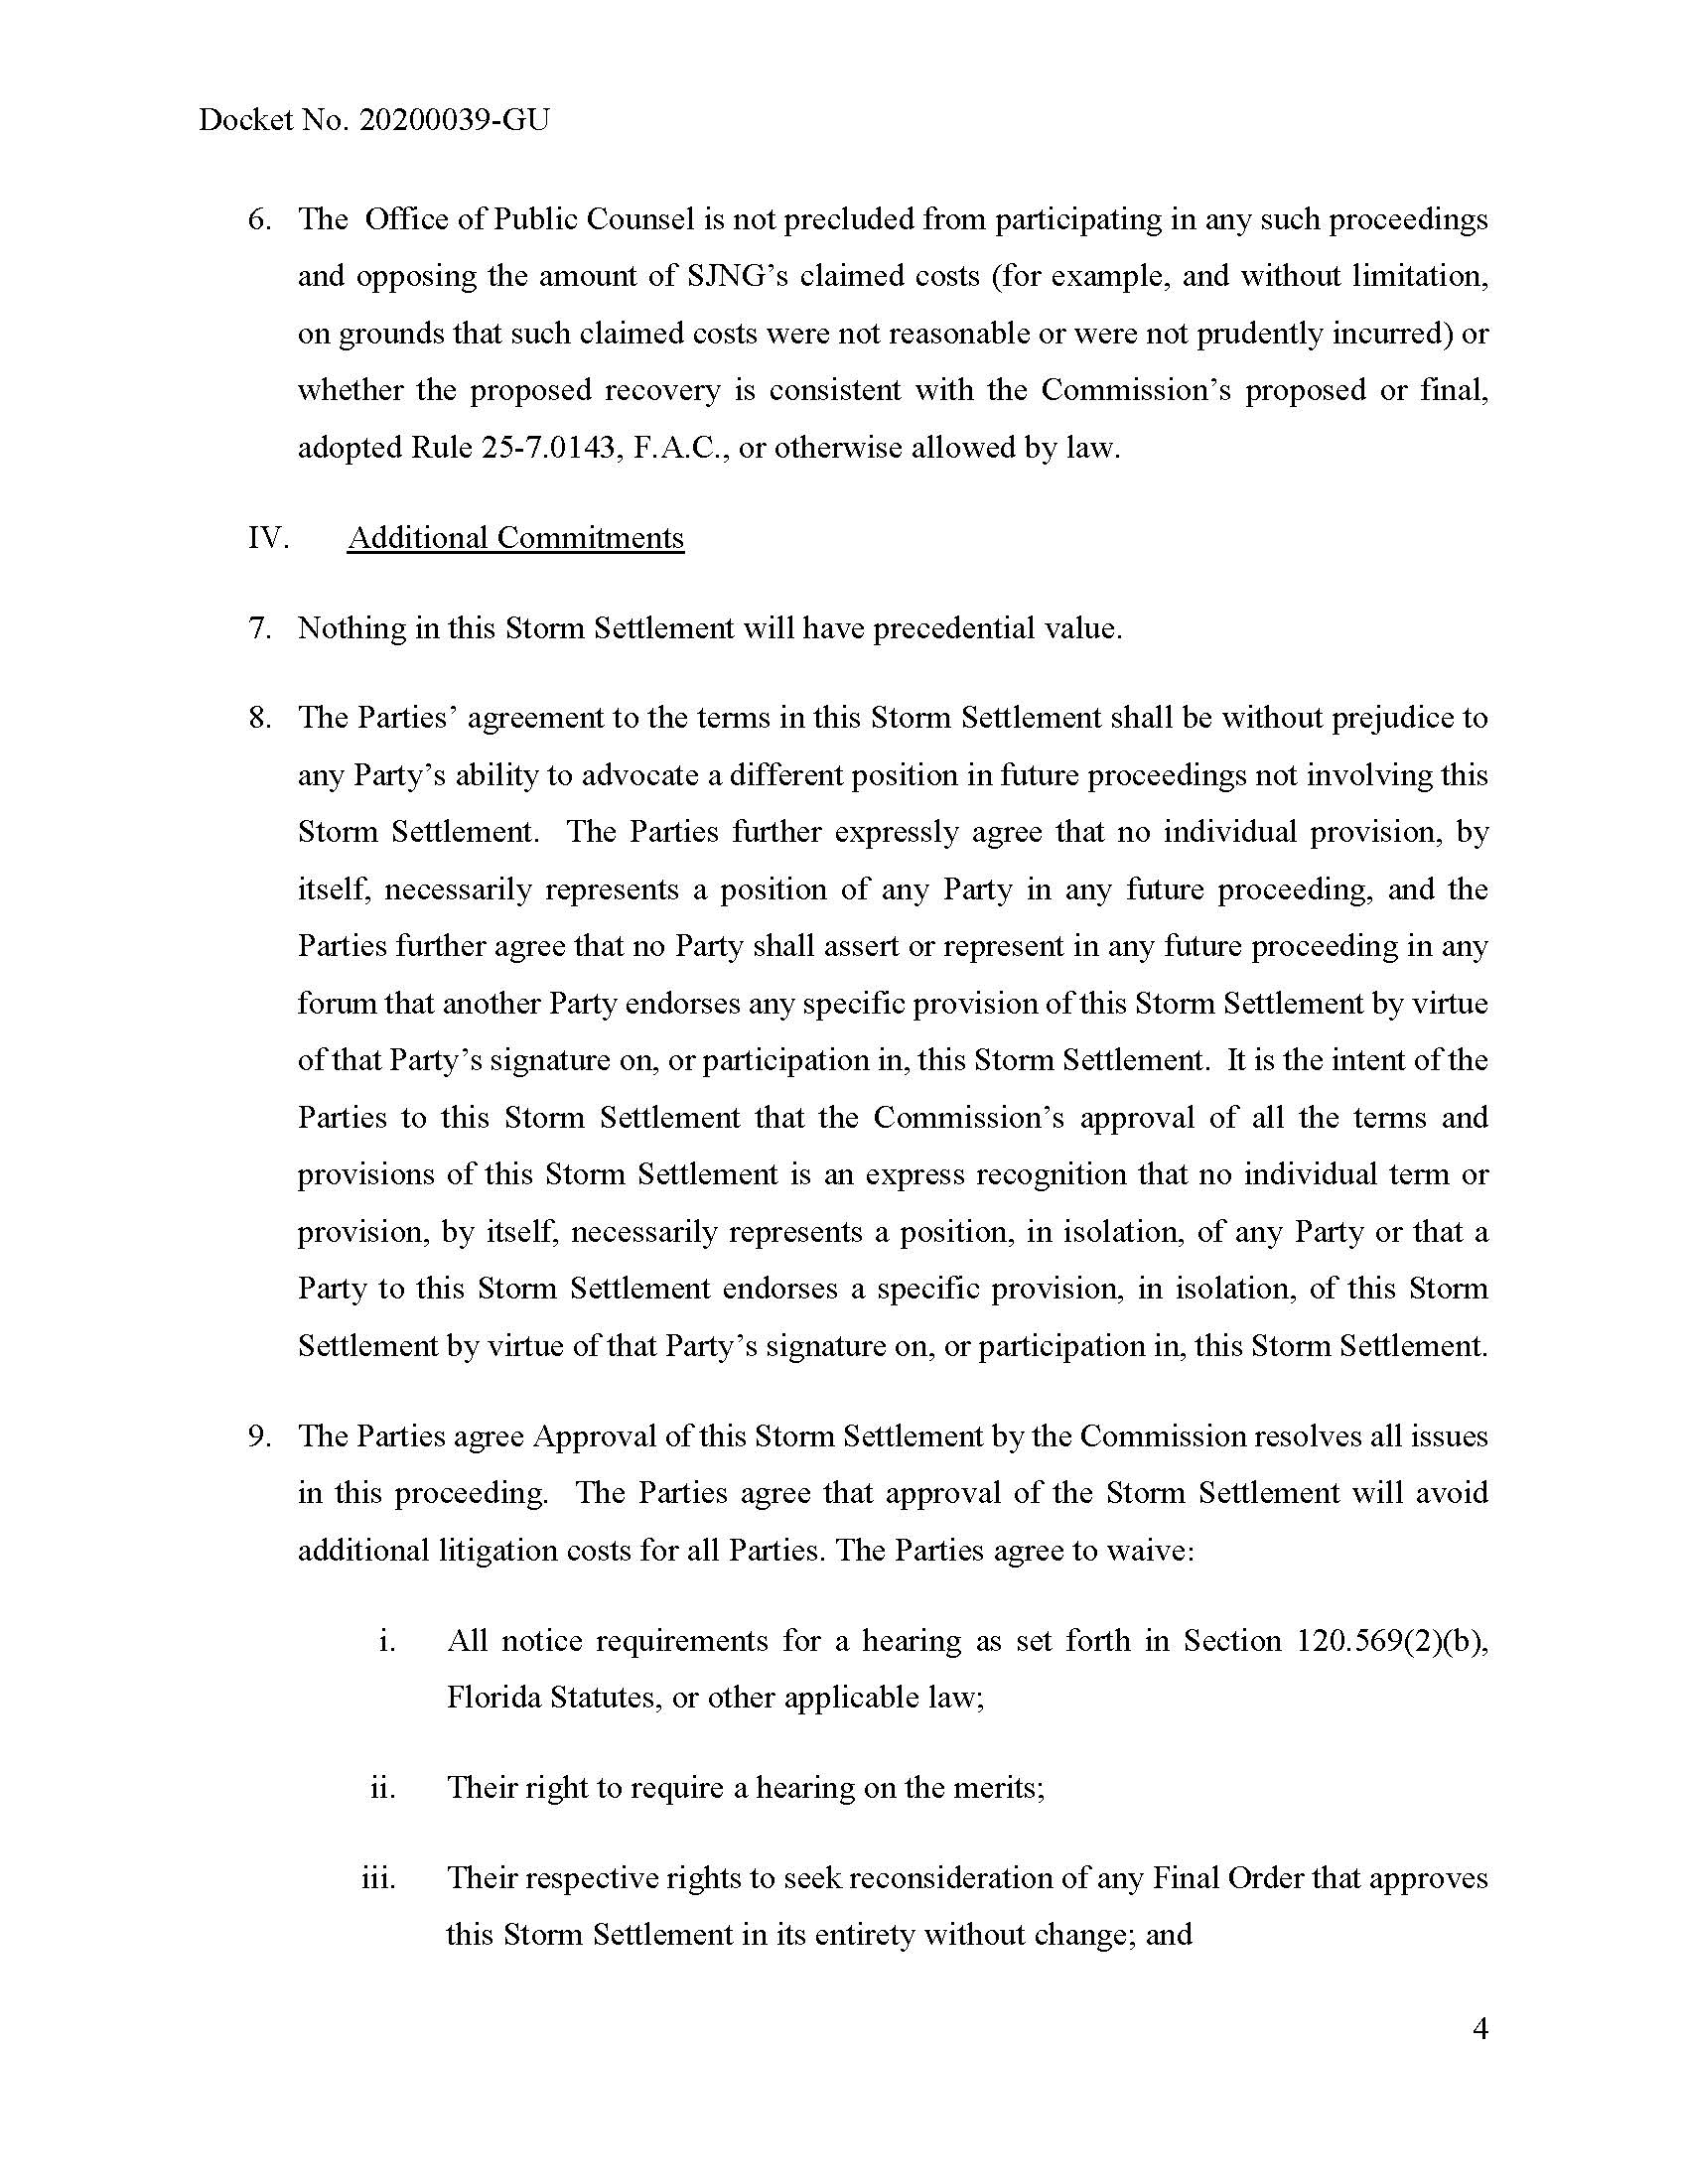 Docket No. 20200039-GU
6. The Office of Public Counsel is not precluded from participating in any such proceedings
and opposing the amount of SJNG’s claimed costs (for example, and without limitation,
on grounds that such claimed costs were not reasonable or were not prudently incurred) or
whether the proposed recovery is consistent with the Commission’s proposed or final,
adopted Rule 25-7.0143, F.A.C., or otherwise allowed by law.
IV. Additional Commitments
7. Nothing in this Storm Settlement will have precedential value.
8. The Parties’ agreement to the terms in this Storm Settlement shall be without prejudice to
any Party’s ability to advocate a different position in future proceedings not involving this
Storm Settlement. The Parties further expressly agree that no individual provision, by
itself, necessarily represents a position of any Party in any future proceeding, and the
Parties further agree that no Party shall assert or represent in any future proceeding in any
forum that another Party endorses any specific provision of this Storm Settlement by virtue
of that Party’s signature on, or participation in, this Storm Settlement. It is the intent of the
Parties to this Storm Settlement that the Commission’s approval of all the terms and
provisions of this Storm Settlement is an express recognition that no individual term or
provision, by itself, necessarily represents a position, in isolation, of any Party or that a
Party to this Storm Settlement endorses a specific provision, in isolation, of this Storm
Settlement by virtue of that Party’s signature on, or participation in, this Storm Settlement.
9. The Parties agree Approval of this Storm Settlement by the Commission resolves all issues
in this proceeding. The Parties agree that approval of the Storm Settlement will avoid
additional litigation costs for all Parties. The Parties agree to waive:
i. All notice requirements for a hearing as set forth in Section 120.569(2)(b),
Florida Statutes, or other applicable law;
ii. Their right to require a hearing on the merits;
iii. Their respective rights to seek reconsideration of any Final Order that approves
this Storm Settlement in its entirety without change; and
4